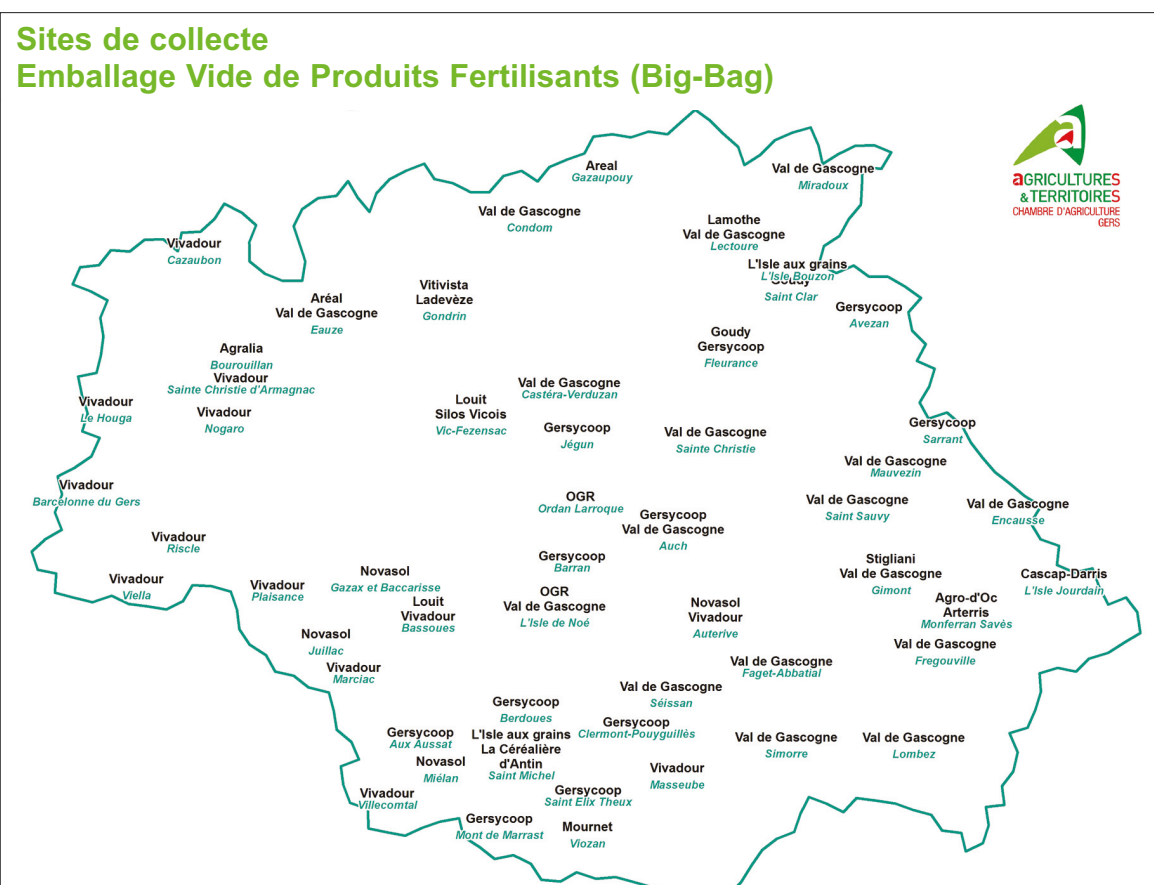 Sites de collecte
Emballage Vide de Produits Fertilisants (Big-Bag)
aGRICULTURES
& TERRITOIRES
CHAMBRE D'AGRICULTURE
GERS
Areal
Gazaupouy
Val de Gascogne
Miradoux
Val de Gascogne
Condom
Lamothe
Val de Gascogne
Lectoure
Vivadour
Cazaubon
L'Isle aux grains
L'Isle Bouzon
Goudy
Saint Clar
Vitivista
Ladevèze
Gondrin
Aréal
Val de Gascogne
Eauze
Gersycoop
Avezan
Goudy
Gersycoop
Fleurance
Agralia
Bourouillan
Vivadour
Sainte Christie d'Armagnac
Val de Gascogne
Castéra-Verduzan
Vivadour
Le Houga
Vivadour
Nogaro
Louit
Silos Vicois
Vic-Fezensac
Gersycoop
Jégun
Val de Gascogne
Sainte Christie
Gersycoop
Sarrant
Val de Gascogne
Mauvezin
Vivadour
Barcelonne du Gers
OGR
Ordan Larroque
Val de Gascogne
Saint Sauvy
Val de Gascogne
Encausse
Gersycoop
Val de Gascogne
Auch
Vivadour
Riscle
Gersycoop
Barran
Stigliani
Val de Gascogne
Gimont
Cascap-Darris
L'Isle Jourdain
Vivadour
Viella
Vivadour
Plaisance
Novasol
Gazax et Baccarisse
Louit
Vivadour
Bassoues
OGR
Val de Gascogne
L'Isle de Noé
Novasol
Vivadour
Auterive
Agro-d'Oc
Arterris
Monferran Savès
Novasol
Juillac
Val de Gascogne
Fregouville
Vivadour
Marciac
Val de Gascogne
Faget-Abbatial
Val de Gascogne
Séissan
Gersycoop
Berdoues
Gersycoop
Clermont-Pouyguillès
Gersycoop
Aux Aussat
L'Isle aux grains
La Céréalière
d'Antin
Saint Michel
Val de Gascogne
Simorre
Val de Gascogne
Lombez
Novasol
Miélan
Vivadour
Masseube
Vivadour
Villecomtal
Gersycoop
Saint Elix Theux
Gersycoop
Mont de Marrast
Mournet
Viozan